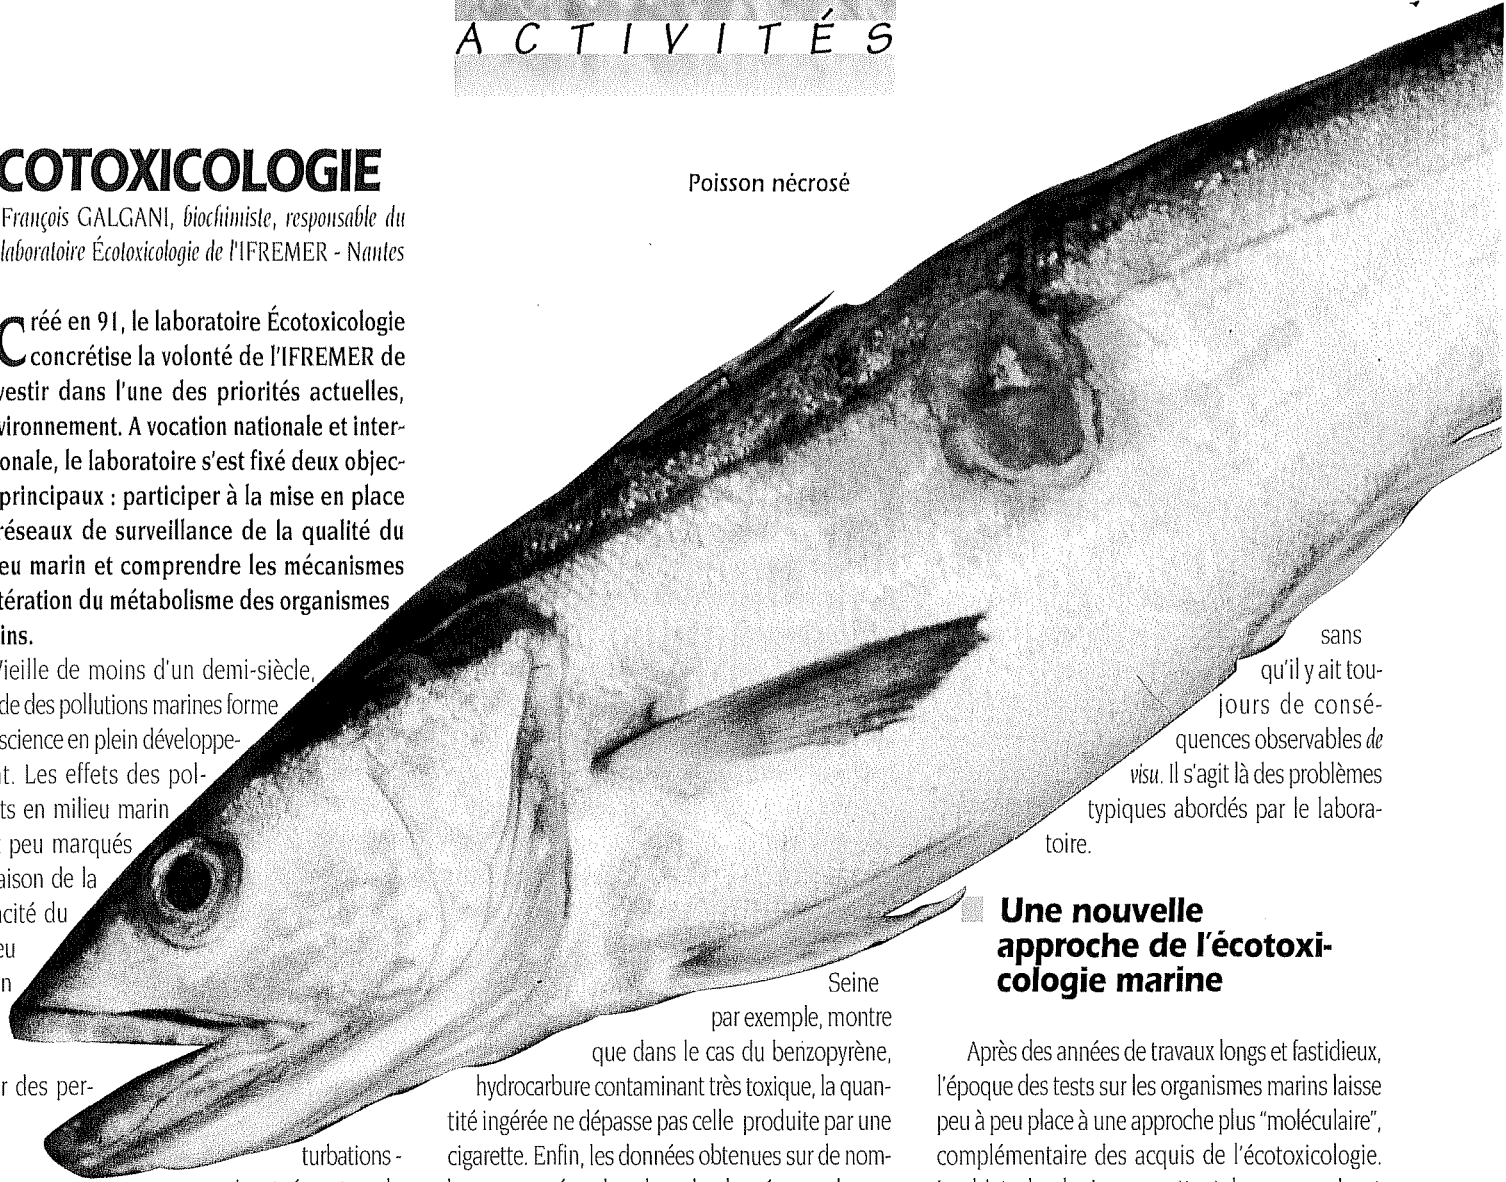 ACTIVITÉS
COTOXICOLOGIE
François GALGANI, biochimiste, responsable du
laboratoire Écotoxicologie de l'IFREMER - Nantes
Poisson nécrosé
Créé en 91, le laboratoire Écotoxicologie
concrétise la volonté de l'IFREMER de
vestir dans l'une des priorités actuelles,
vironnement. A vocation nationale et inter-
onale, le laboratoire s'est fixé deux objec-
principaux : participer à la mise en place
réseaux de surveillance de la qualité du
eu marin et comprendre les mécanismes
tération du métabolisme des organismes
ins.
Vieille de moins d'un demi-siècle,
de des pollutions marines forme
science en plein développe-
t. Les effets des pol-
ts en milieu marin
peu marqués
aison de la
cité du
eu
n
r des per-
turbations -
Seine
par exemple, montre
que dans le cas du benzopyrène,
hydrocarbure contaminant très toxique, la quan-
tité ingérée ne dépasse pas celle produite par une
cigarette. Enfin, les données obtenues sur de nom-
sans
qu'il y ait tou-
jours de consé-
quences observables de
visu. Il s'agit là des problèmes
typiques abordés par le labora-
toire.
Une nouvelle
approche de l'écotoxi-
cologie marine
Après des années de travaux longs et fastidieux,
l'époque des tests sur les organismes marins laisse
peu à peu place à une approche plus "moléculaire",
complémentaire des acquis de l'écotoxicologie.